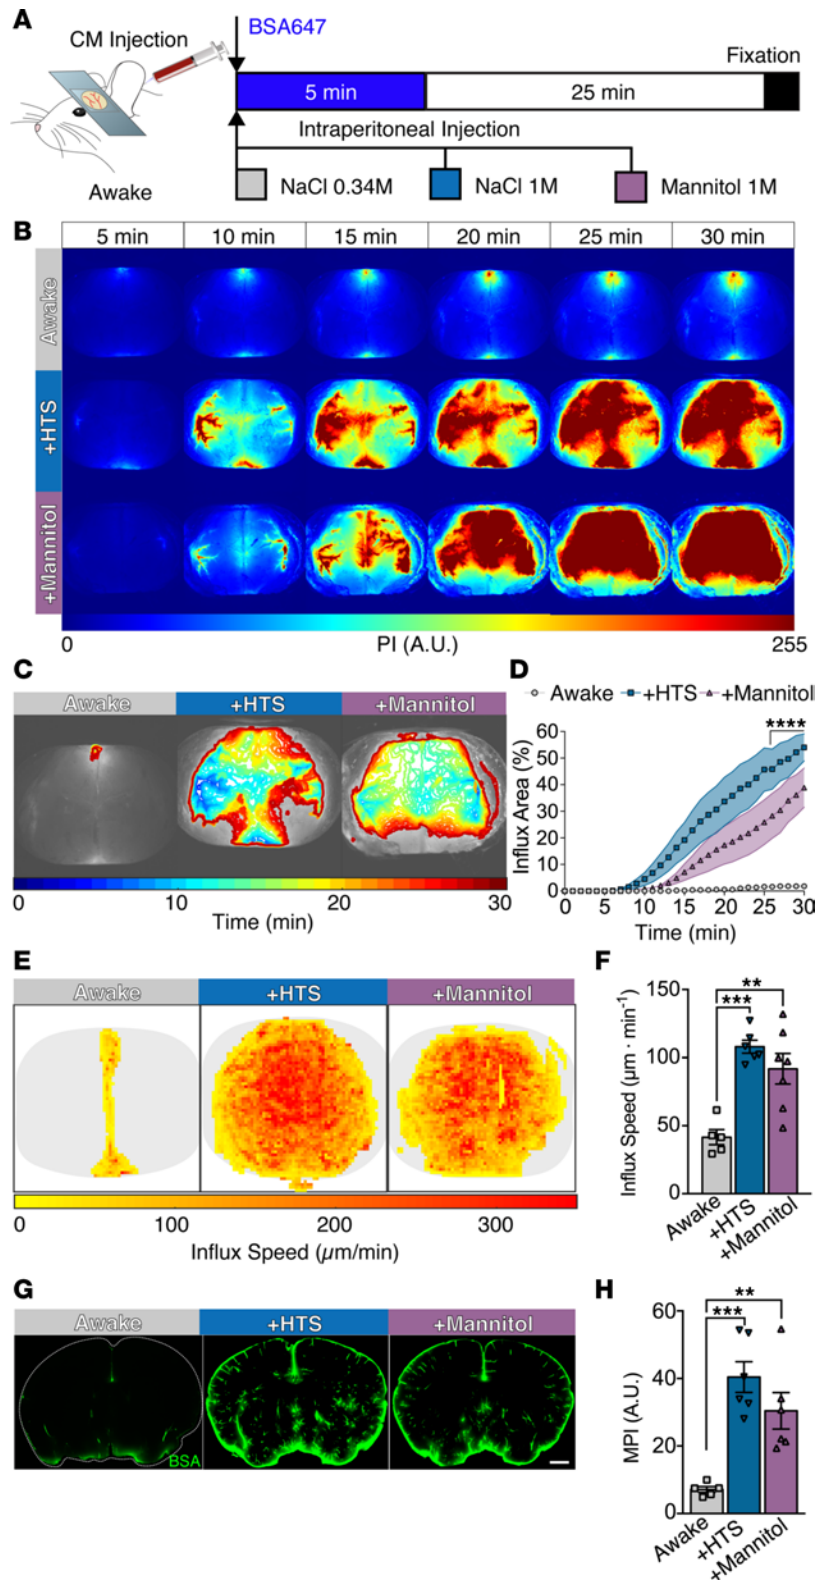 A
CM Injection
BSA647
Fixation
5 min
25 min
Intraperitoneal Injection
Awake
NaCl 0.34M
NaCl 1M
Mannitol 1M
B
5 min 10 min 15 min 20 min 25 min 30 min
Awake
+HTS
+Mannitol
0 PI (A.U.) 255
C
Awake +HTS +Mannitol
0 10 20 30
Time (min)
D
Awake +HTS +Mannitol
****
60
50
40
30
20
10
0
Influx Area (%)
0 5 10 15 20 25 30
Time (min)
E
Awake +HTS +Mannitol
0 100 300
Influx Speed (µm/min)
F
**
***
150
100
50
0
Influx Speed (µm · min-1)
Awake
+HTS
+Mannitol
G
Awake +HTS +Mannitol
BSA
H
**
***
60
40
20
0
MPI (A.U.)
Awake
+HTS
+Mannitol